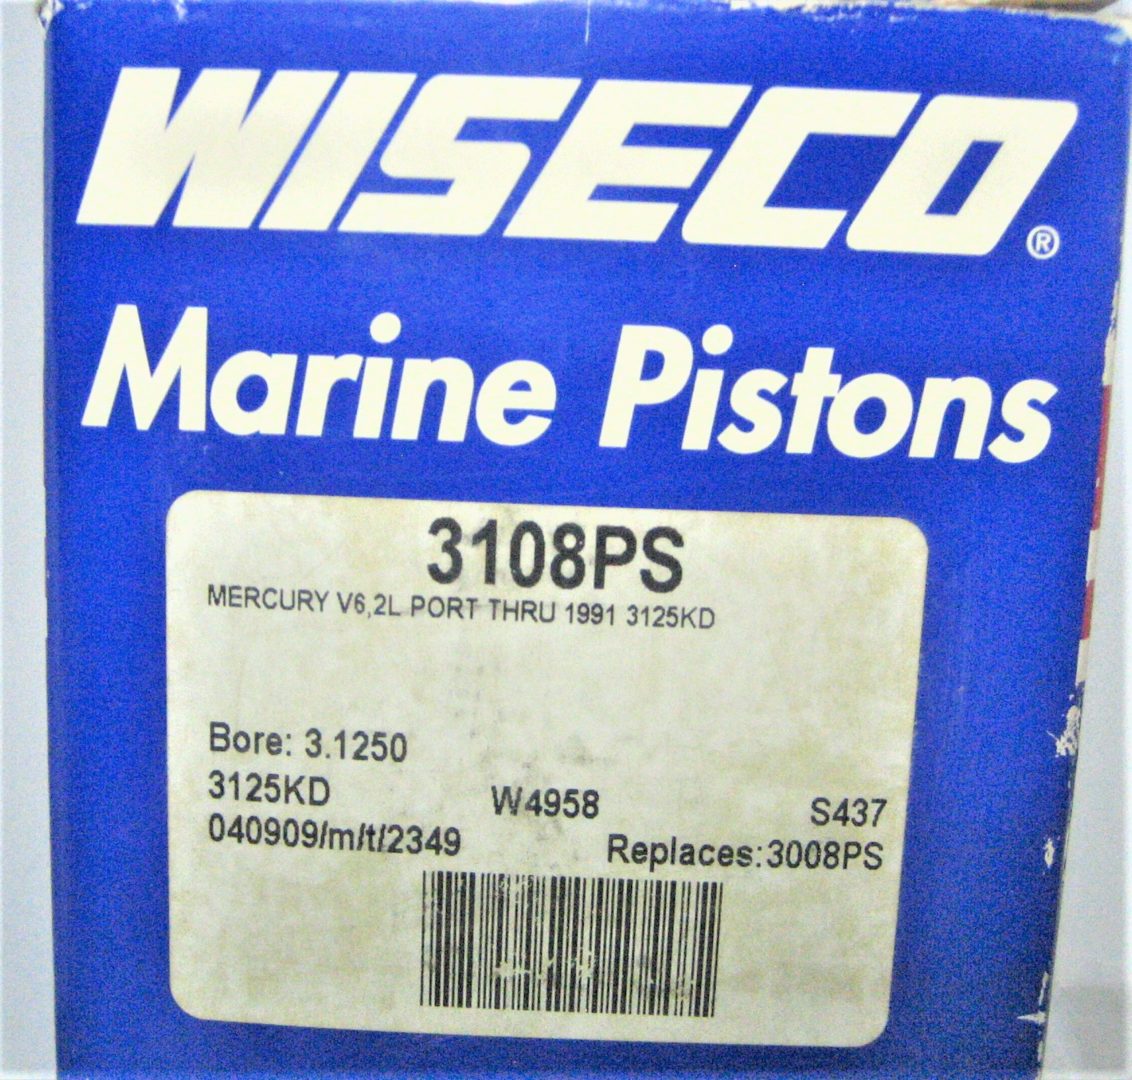 WISECO®
Marine Pistons
3108PS
MERCURY V6,2L PORT THRU 1991 3125KD
Bore: 3.1250
3125KD W4958 S437
040909/m/t/2349 Replaces:3008PS